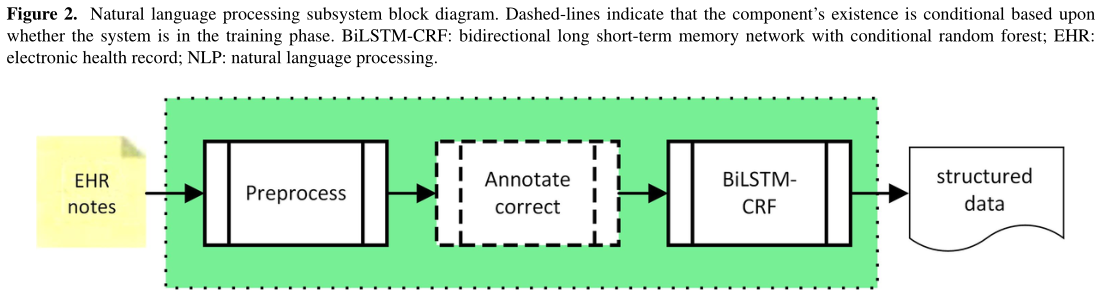 Figure 2. Natural language processing subsystem block diagram. Dashed-lines indicate that the component's existence is conditional based upon
whether the system is in the training phase. BiLSTM-CRF: bidirectional long short-term memory network with conditional random forest; EHR:
electronic health record; NLP: natural language processing.
EHR
notes
Preprocess
Annotate
correct
BiLSTM-
CRF
structured
data